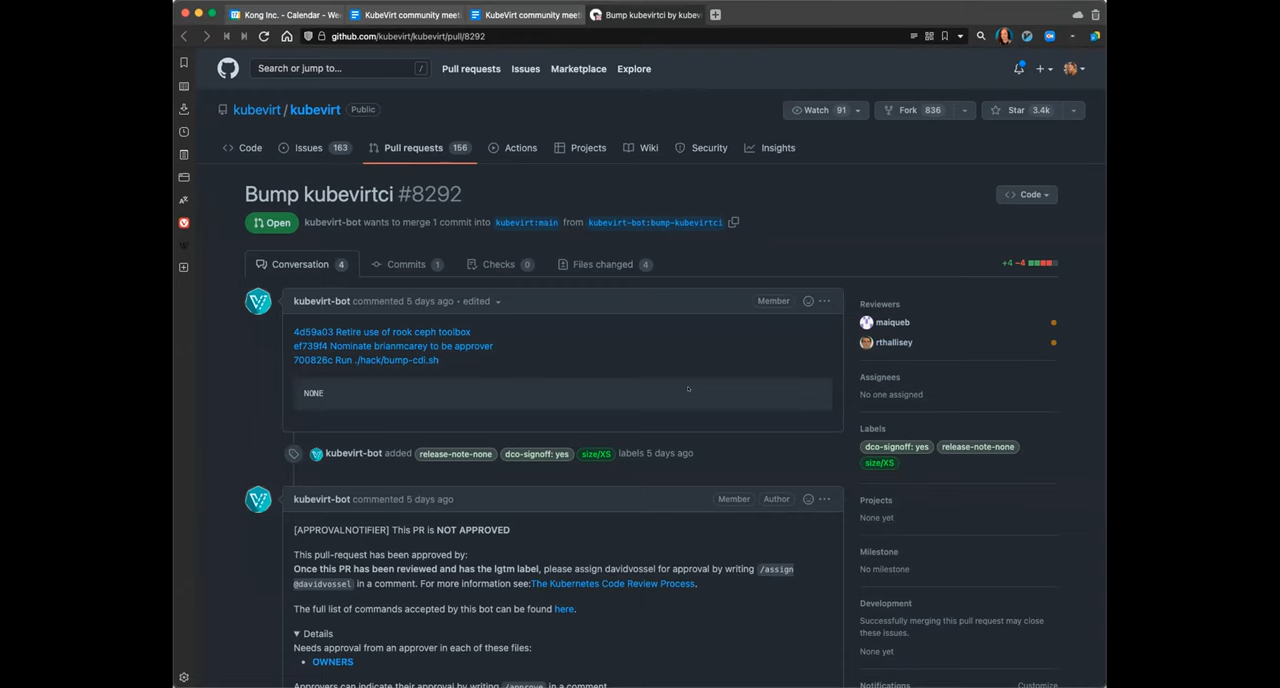 Kong Inc. - Calendar - We
KubeVirt community meet
KubeVirt community meet
Bump kubevirtci by kubev
github.com/kubevirt/kubevirt/pull/8292
Search or jump to...
/
Pull requests
Issues
Marketplace
Explore
kubevirt / kubevirt
Public
Watch 91
Fork 836
Star 3.4k
Code
Issues 163
Pull requests 156
Actions
Projects
Wiki
Security
Insights
Bump kubevirtci #8292
Code
Open
kubevirt-bot wants to merge 1 commit into kubevirt:main from kubevirt-bot:bump-kubevirtci
Conversation 4
Commits 1
Checks 0
Files changed 4
+4 −4
kubevirt-bot commented 5 days ago • edited
Member
4d59a03 Retire use of rook ceph toolbox
ef739f4 Nominate brianmcarey to be approver
700826c Run ./hack/bump-cdi.sh
NONE
kubevirt-bot added release-note-none dco-signoff: yes size/XS labels 5 days ago
kubevirt-bot commented 5 days ago
Member
Author
[APPROVALNOTIFIER] This PR is NOT APPROVED
This pull-request has been approved by:
Once this PR has been reviewed and has the lgtm label, please assign davidvossel for approval by writing /assign
@davidvossel in a comment. For more information see:The Kubernetes Code Review Process.
The full list of commands accepted by this bot can be found here.
▼ Details
Needs approval from an approver in each of these files:
• OWNERS
Approvers can indicate their approval by writing /approve in a comment
Reviewers
maiqueb
rthallisey
Assignees
No one assigned
Labels
dco-signoff: yes
release-note-none
size/XS
Projects
None yet
Milestone
No milestone
Development
Successfully merging this pull request may close
these issues.
None yet
Notifications
Customize